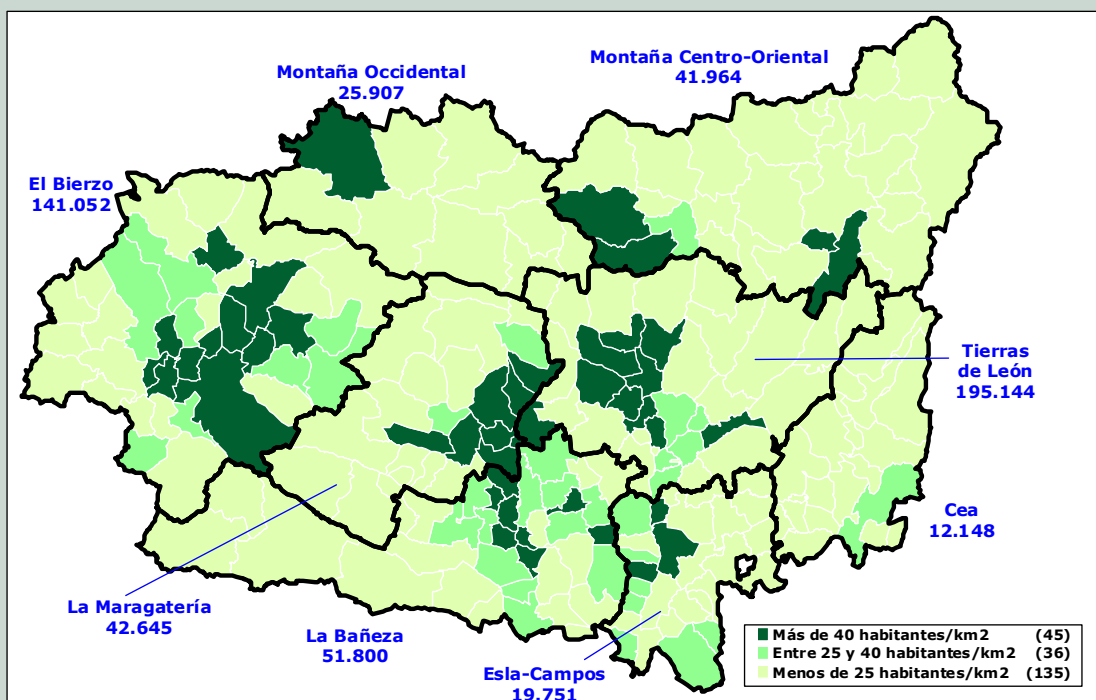 Montaña Occidental
25.907
Montaña Centro-Oriental
41.964
El Bierzo
141.052
Tierras
de León
195.144
Cea
12.148
La Maragatería
42.645
La Bañeza
51.800
Esla-Campos
19.751
Más de 40 habitantes/km2 (45)
Entre 25 y 40 habitantes/km2 (36)
Menos de 25 habitantes/km2 (135)